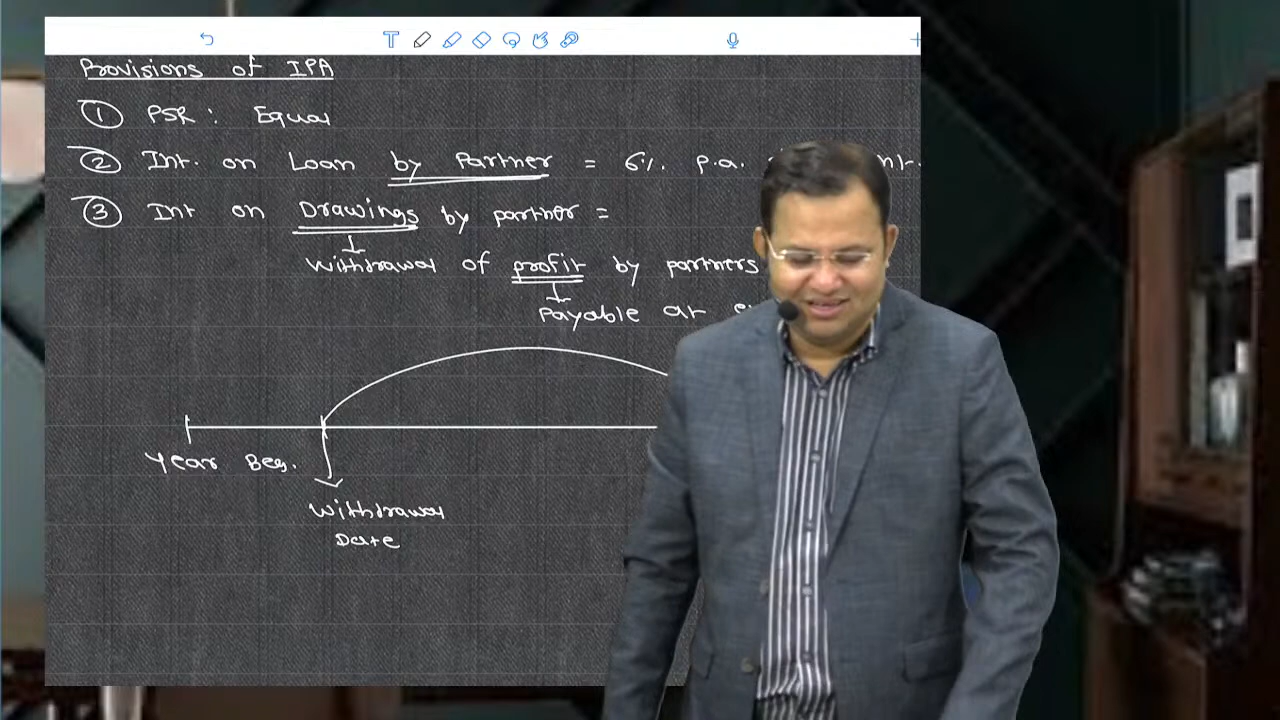 Provisions of IPA
① PSR: Equal
② Int. on Loan by Partner = 6%. p.a.
③ Int on Drawings by partner =
Withdrawal of profit by partners
Payable at
Year Beg.
Withdrawal
Date